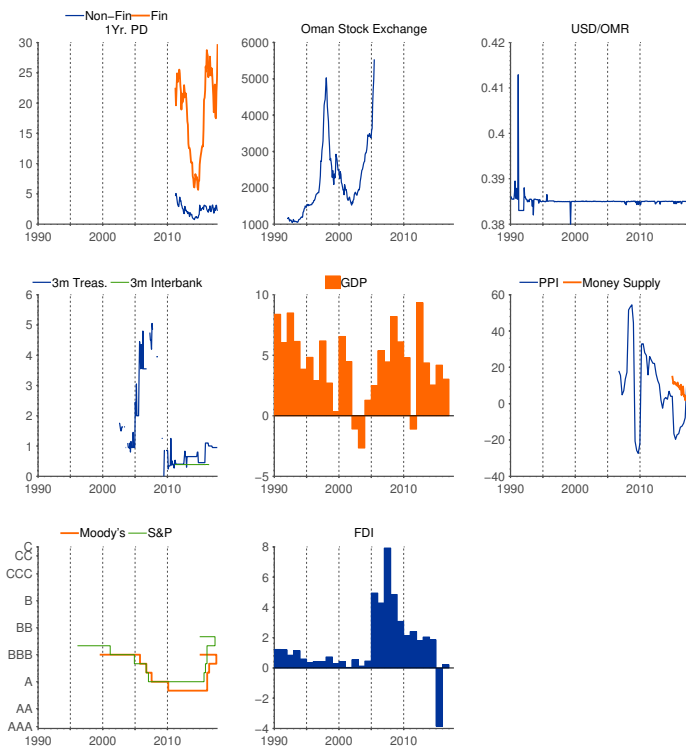 Non-Fin Fin
1Yr. PD
30
25
20
15
10
5
0
1990 2000 2010
Oman Stock Exchange
6000
5000
4000
3000
2000
1000
1990 2000 2010
USD/OMR
0.42
0.41
0.4
0.39
0.38
1990 2000 2010
3m Treas. 3m Interbank
6
5
4
3
2
1
0
1990 2000 2010
GDP
10
5
0
−5
1990 2000 2010
PPI Money Supply
60
40
20
0
−20
−40
1990 2000 2010
Moody's S&P
C
CC
CCC
B
BB
BBB
A
AA
AAA
1990 2000 2010
FDI
8
6
4
2
0
−2
−4
1990 2000 2010